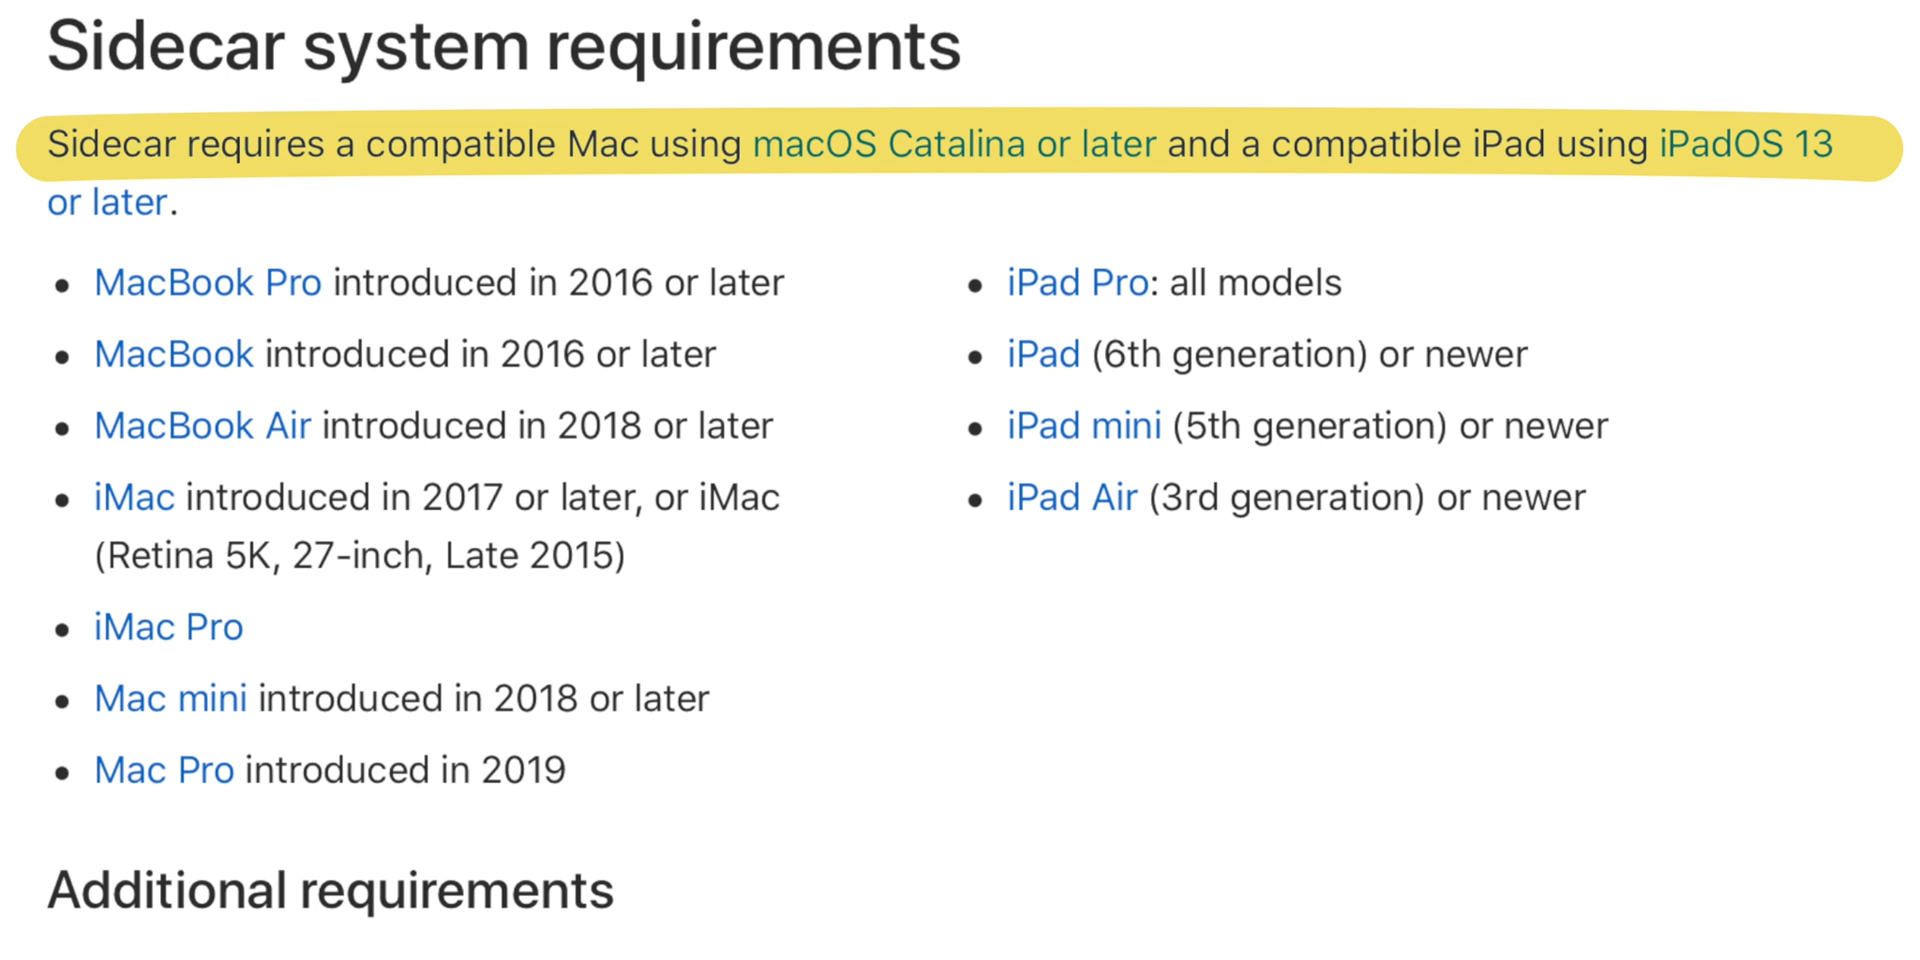 Sidecar system requirements
Sidecar requires a compatible Mac using macOS Catalina or later and a compatible iPad using iPadOS 13
or later.
• MacBook Pro introduced in 2016 or later
• MacBook introduced in 2016 or later
• MacBook Air introduced in 2018 or later
• iMac introduced in 2017 or later, or iMac
(Retina 5K, 27-inch, Late 2015)
• iMac Pro
• Mac mini introduced in 2018 or later
• Mac Pro introduced in 2019
• iPad Pro: all models
• iPad (6th generation) or newer
• iPad mini (5th generation) or newer
• iPad Air (3rd generation) or newer
Additional requirements